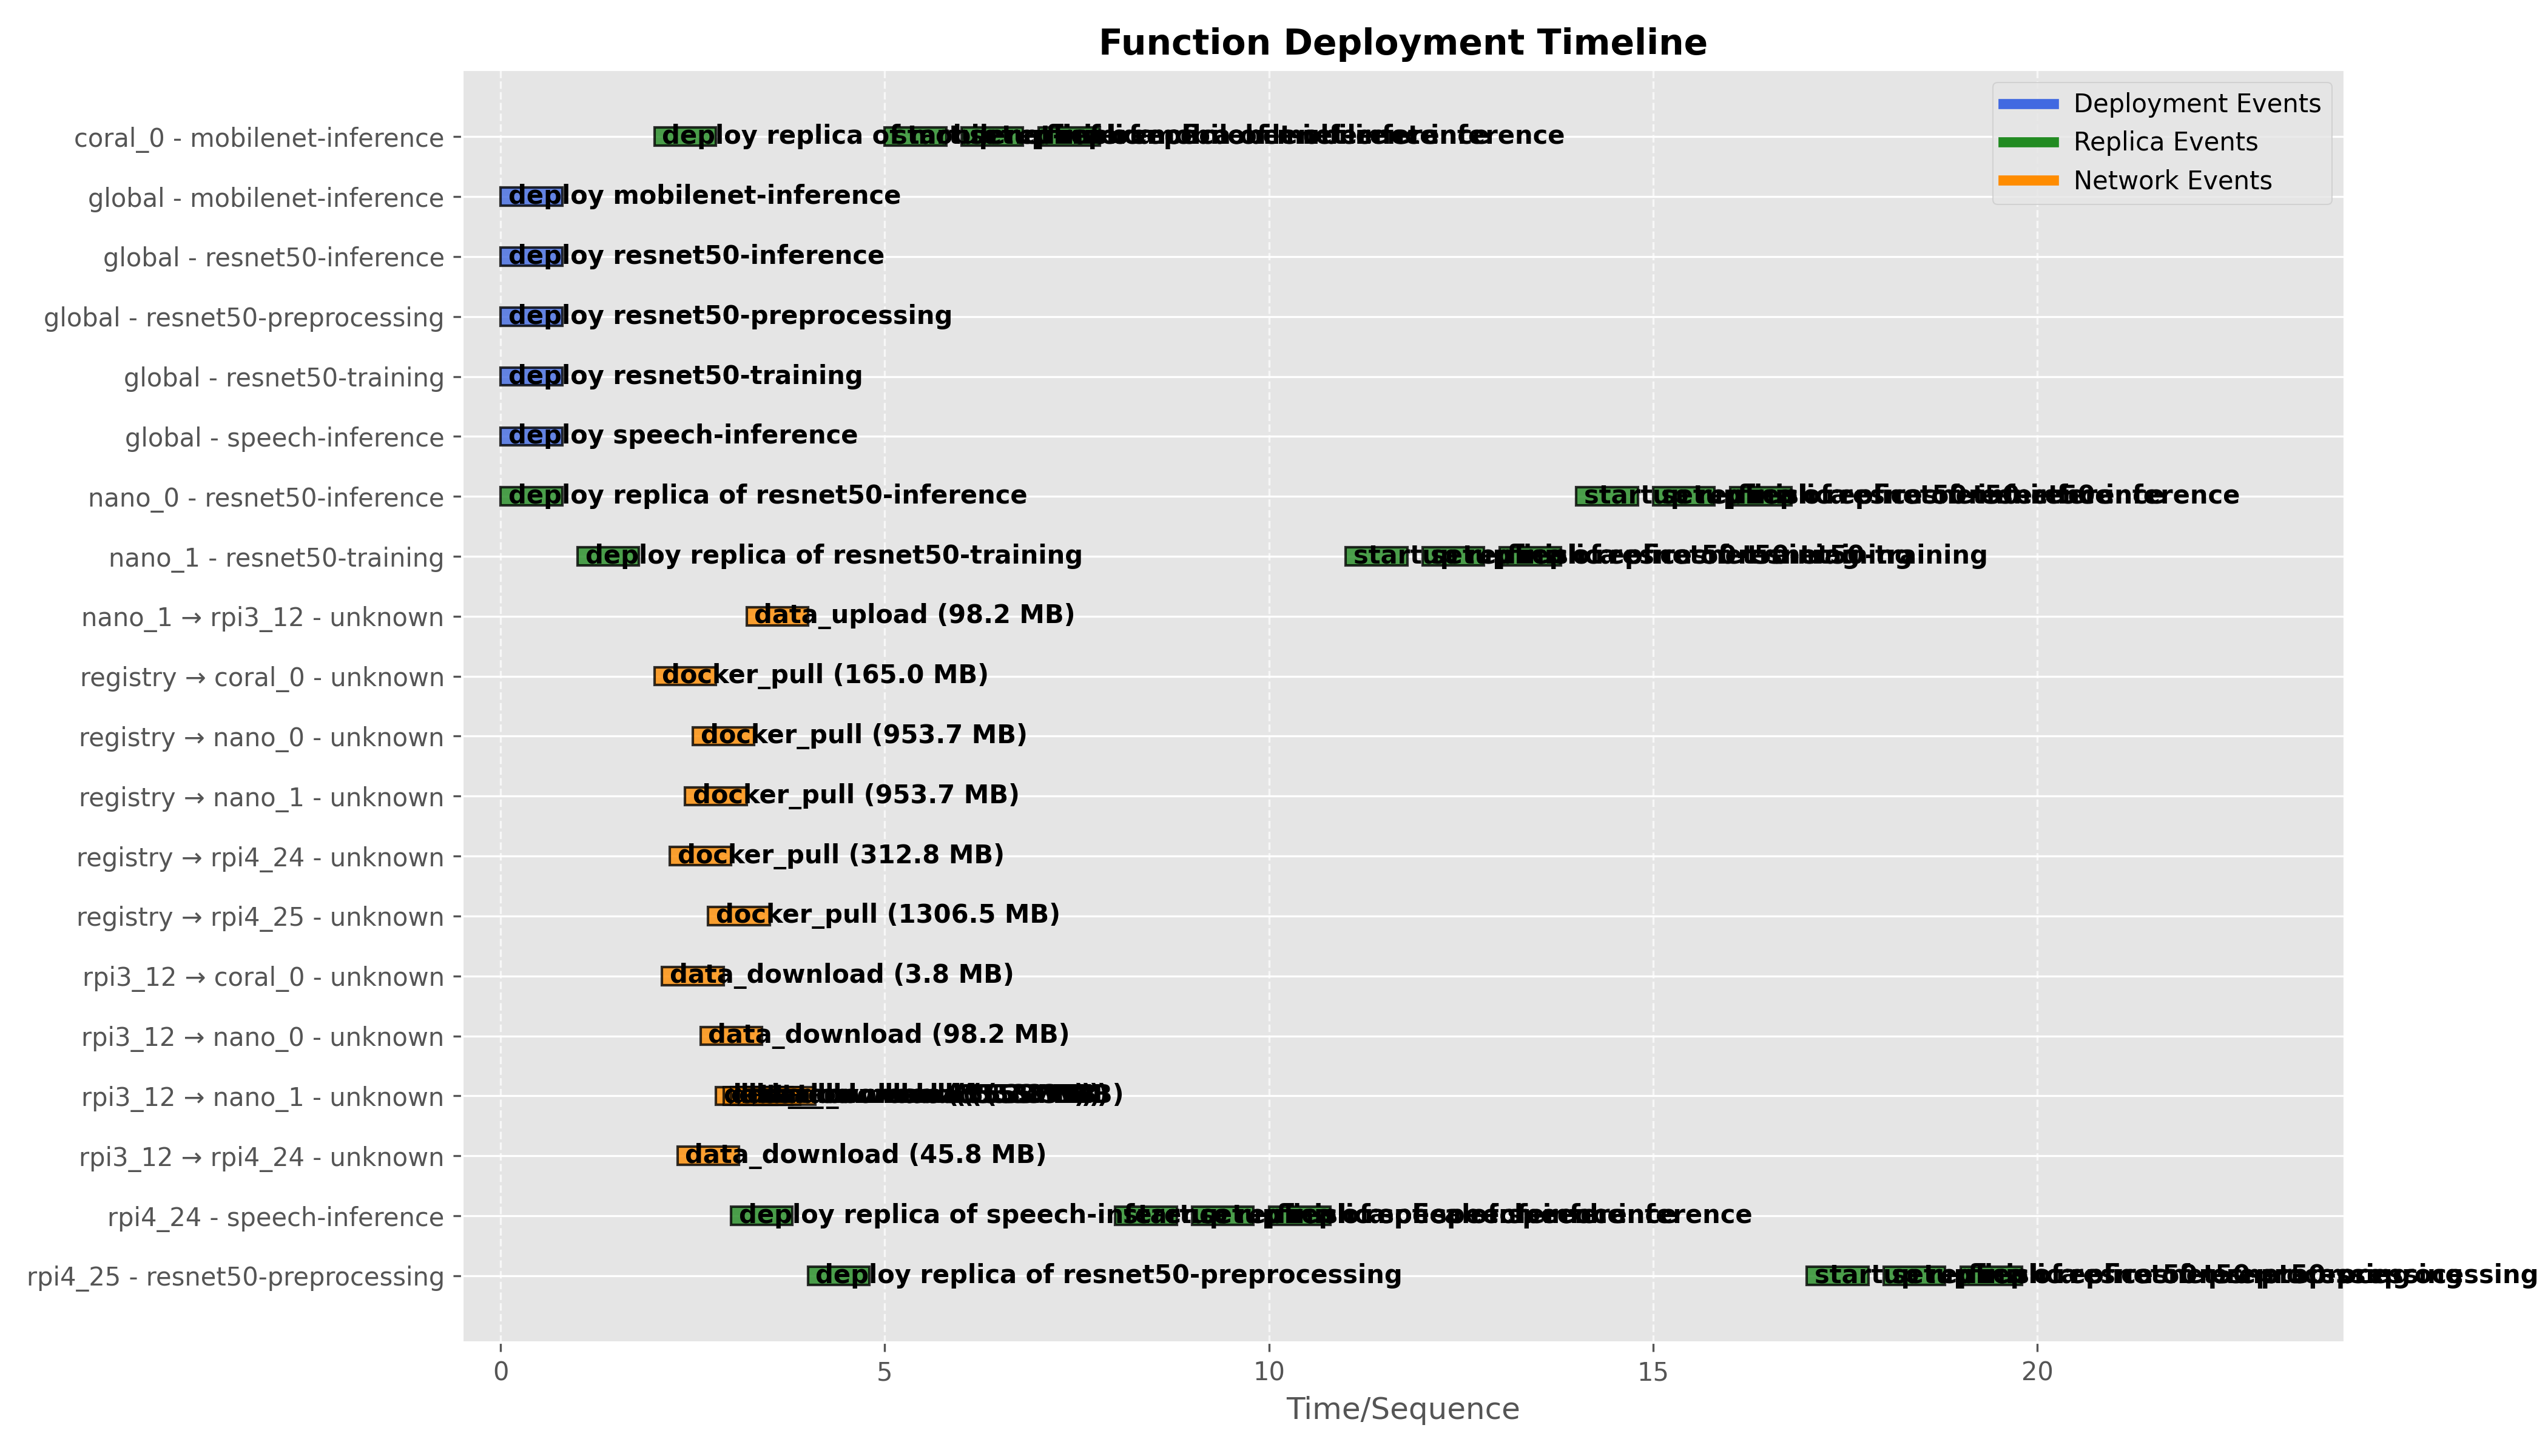 Function Deployment Timeline
Deployment Events
Replica Events
Network Events
coral_0 - mobilenet-inference
deploy replica of
global - mobilenet-inference
deploy mobilenet-inference
global - resnet50-inference
deploy resnet50-inference
global - resnet50-preprocessing
deploy resnet50-preprocessing
global - resnet50-training
deploy resnet50-training
global - speech-inference
deploy speech-inference
nano_0 - resnet50-inference
deploy replica of resnet50-inference
nano_1 - resnet50-training
deploy replica of resnet50-training
nano_1 → rpi3_12 - unknown
data_upload (98.2 MB)
registry → coral_0 - unknown
docker_pull (165.0 MB)
registry → nano_0 - unknown
docker_pull (953.7 MB)
registry → nano_1 - unknown
docker_pull (953.7 MB)
registry → rpi4_24 - unknown
docker_pull (312.8 MB)
registry → rpi4_25 - unknown
docker_pull (1306.5 MB)
rpi3_12 → coral_0 - unknown
data_download (3.8 MB)
rpi3_12 → nano_0 - unknown
data_download (98.2 MB)
rpi3_12 → nano_1 - unknown
rpi3_12 → rpi4_24 - unknown
data_download (45.8 MB)
rpi4_24 - speech-inference
deploy replica of
rpi4_25 - resnet50-preprocessing
deploy replica of resnet50-preprocessing
0 5 10 15 20
Time/Sequence